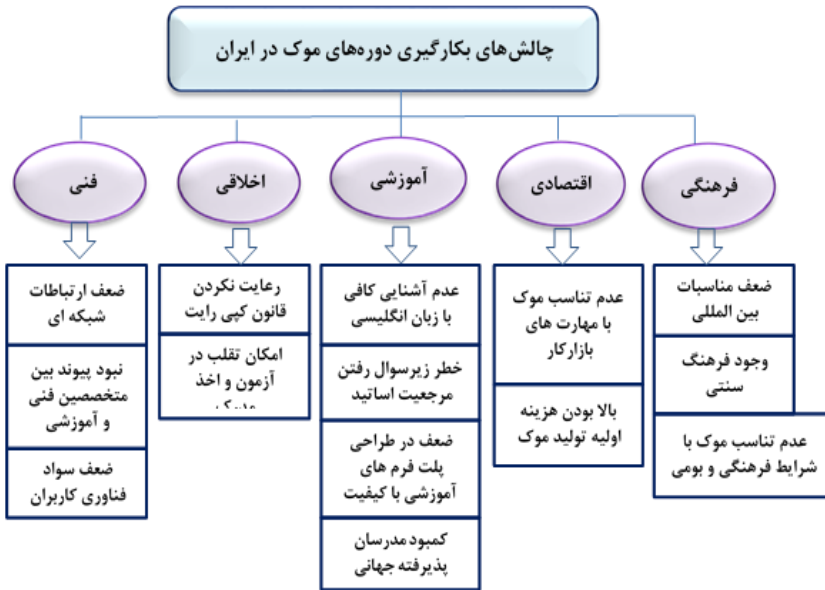 چالش‌های بکارگیری دوره‌های موک در ایران
فرهنگی
اقتصادی
آموزشی
اخلاقی
فنی
ضعف مناسبات
بین المللی
وجود فرهنگ
سنتی
عدم تناسب موک با
شرایط فرهنگی و بومی
عدم تناسب موک
با مهارت های
بازارکار
بالا بودن هزینه
اولیه تولید موک
عدم آشنایی کافی
با زبان انگلیسی
خطر زیرسوال رفتن
مرجعیت اساتید
ضعف در طراحی
پلت فرم های
آموزشی با کیفیت
کمبود مدرسان
پذیرفته جهانی
رعایت نکردن
قانون کپی رایت
امکان تقلب در
آزمون و اخذ
ضعف ارتباطات
شبکه ای
نبود پیوند بین
متخصصین فنی
و آموزشی
ضعف سواد
فناوری کاربران